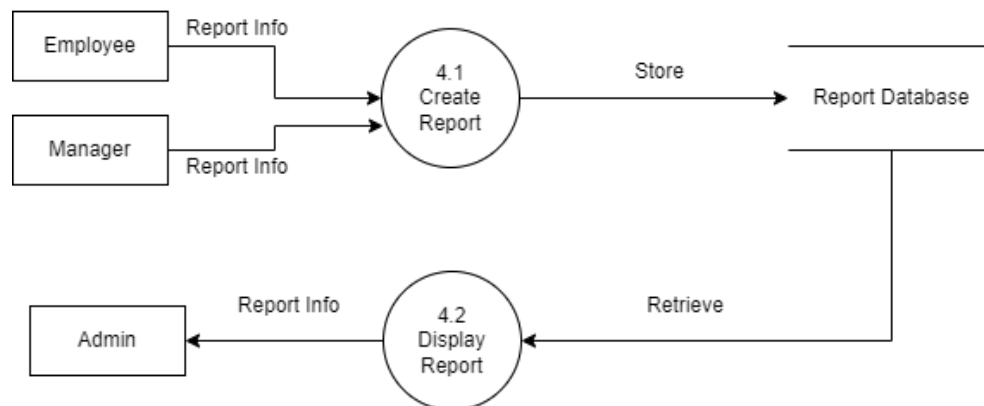 Employee
Report Info
4.1
Create
Report
Store
Report Database
Manager
Report Info
Admin
Report Info
4.2
Display
Report
Retrieve